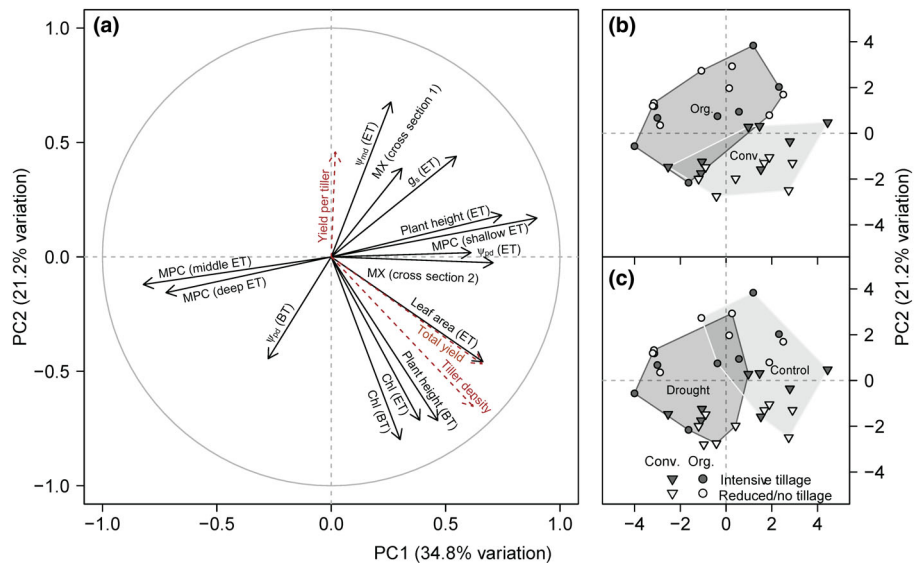 (a)
PC2 (21.2% variation)
1.0
0.5
0.0
−0.5
−1.0
Yield per tiller
Ψmd (ET)
MX (cross section 1)
gs (ET)
Plant height (ET)
MPC (shallow ET)
Ψpd (ET)
MX (cross section 2)
MPC (middle ET)
MPC (deep ET)
Ψpd (BT)
Leaf area (ET)
Total yield
Tiller density
Plant height (BT)
Chl (ET)
Chl (BT)
−1.0 −0.5 0.0 0.5 1.0
PC1 (34.8% variation)
(b)
Org.
Conv.
4
2
0
−2
−4
(c)
Drought
Control
Conv. Org.
Intensive tillage
Reduced/no tillage
4
2
0
−2
−4
−4 −2 0 2 4